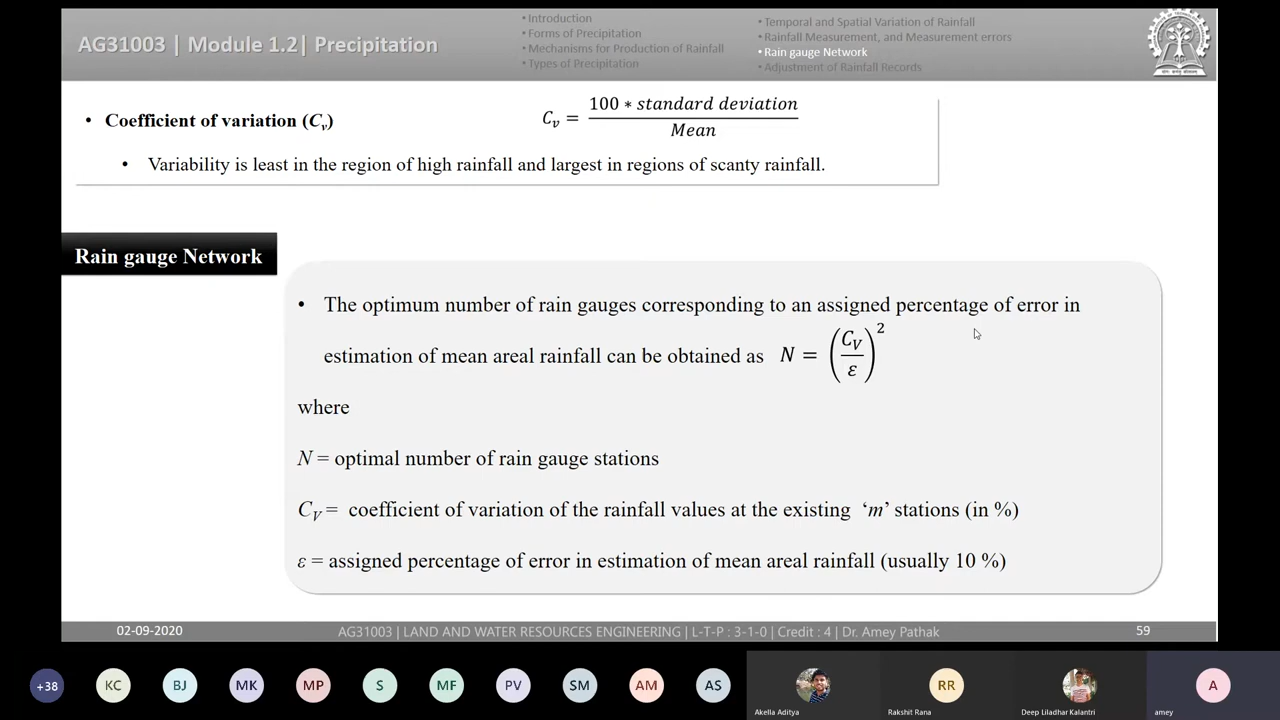 AG31003 | Module 1.2| Precipitation
• Introduction
• Forms of Precipitation
• Mechanisms for Production of Rainfall
• Types of Precipitation
• Temporal and Spatial Variation of Rainfall
• Rainfall Measurement, and Measurement errors
• Rain gauge Network
• Adjustment of Rainfall Records
• Coefficient of variation (Cv)
Cv = 100 * standard deviation / Mean
• Variability is least in the region of high rainfall and largest in regions of scanty rainfall.
Rain gauge Network
• The optimum number of rain gauges corresponding to an assigned percentage of error in
estimation of mean areal rainfall can be obtained as N = (CV/ε)²
where
N = optimal number of rain gauge stations
CV = coefficient of variation of the rainfall values at the existing ‘m’ stations (in %)
ε = assigned percentage of error in estimation of mean areal rainfall (usually 10 %)
02-09-2020
AG31003 | LAND AND WATER RESOURCES ENGINEERING | L-T-P : 3-1-0 | Credit : 4 | Dr. Amey Pathak
59
+38
KC
BJ
MK
MP
S
MF
PV
SM
AM
AS
RR
A
Akella Aditya
Rakshit Rana
Deep Liladhar Kalantri
amey